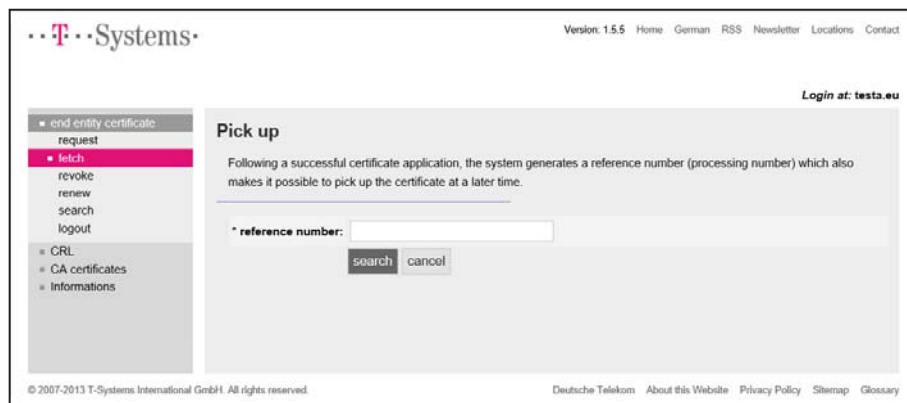 ··T··Systems·
Version: 1.5.5 Home German RSS Newsletter Locations Contact
Login at: testa.eu
end entity certificate
request
fetch
revoke
renew
search
logout
CRL
CA certificates
Informations
Pick up
Following a successful certificate application, the system generates a reference number (processing number) which also
makes it possible to pick up the certificate at a later time.
* reference number:
search cancel
© 2007-2013 T-Systems International GmbH. All rights reserved.
Deutsche Telekom About this Website Privacy Policy Sitemap Glossary